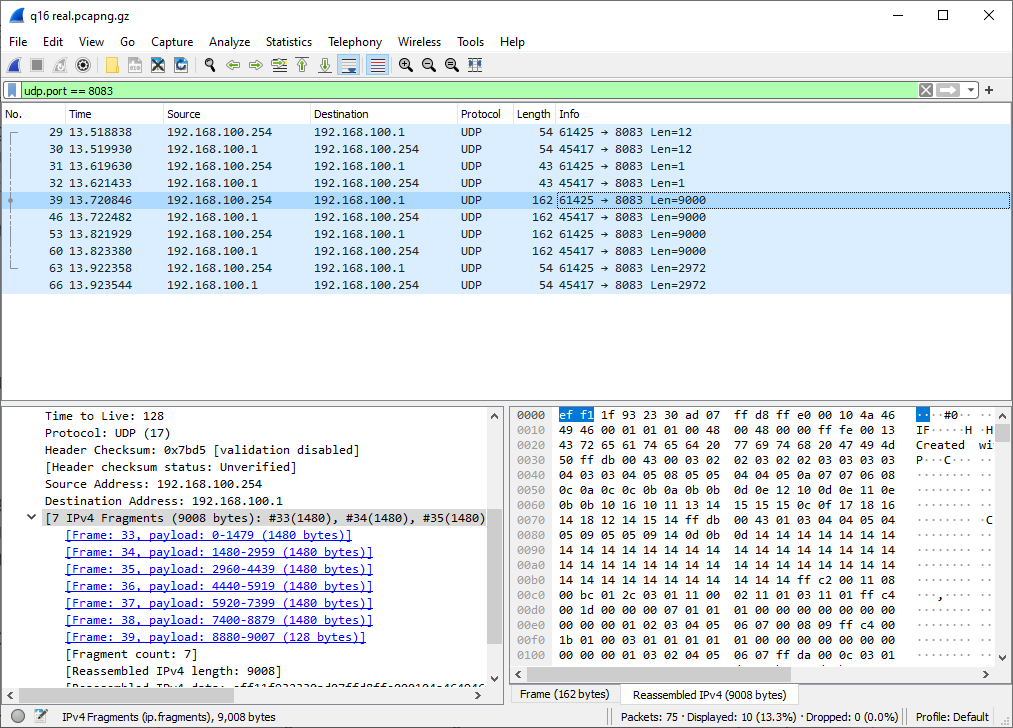 q16 real.pcapng.gz
File Edit View Go Capture Analyze Statistics Telephony Wireless Tools Help
udp.port == 8083
No. Time Source Destination Protocol Length Info
29 13.518838 192.168.100.254 192.168.100.1 UDP 54 61425 → 8083 Len=12
30 13.519930 192.168.100.1 192.168.100.254 UDP 54 45417 → 8083 Len=12
31 13.619630 192.168.100.254 192.168.100.1 UDP 43 61425 → 8083 Len=1
32 13.621433 192.168.100.1 192.168.100.254 UDP 43 45417 → 8083 Len=1
39 13.720846 192.168.100.254 192.168.100.1 UDP 162 61425 → 8083 Len=9000
46 13.722482 192.168.100.1 192.168.100.254 UDP 162 45417 → 8083 Len=9000
53 13.821929 192.168.100.254 192.168.100.1 UDP 162 61425 → 8083 Len=9000
60 13.823380 192.168.100.1 192.168.100.254 UDP 162 45417 → 8083 Len=9000
63 13.922358 192.168.100.254 192.168.100.1 UDP 54 61425 → 8083 Len=2972
66 13.923544 192.168.100.1 192.168.100.254 UDP 54 45417 → 8083 Len=2972
Time to Live: 128
Protocol: UDP (17)
Header Checksum: 0x7bd5 [validation disabled]
[Header checksum status: Unverified]
Source Address: 192.168.100.254
Destination Address: 192.168.100.1
[7 IPv4 Fragments (9008 bytes): #33(1480), #34(1480), #35(1480)
[Frame: 33, payload: 0-1479 (1480 bytes)]
[Frame: 34, payload: 1480-2959 (1480 bytes)]
[Frame: 35, payload: 2960-4439 (1480 bytes)]
[Frame: 36, payload: 4440-5919 (1480 bytes)]
[Frame: 37, payload: 5920-7399 (1480 bytes)]
[Frame: 38, payload: 7400-8879 (1480 bytes)]
[Frame: 39, payload: 8880-9007 (128 bytes)]
[Fragment count: 7]
[Reassembled IPv4 length: 9008]
0000 ef f1 1f 93 23 30 ad 07 ff d8 ff e0 00 10 4a 46 ··  ·#0·  ··
0010 49 46 00 01 01 01 00 48 00 48 00 00 ff fe 00 13 IF·····H ·H
0020 43 72 65 61 74 65 64 20 77 69 74 68 20 47 49 4d Created  wi
0030 50 ff db 00 43 00 03 02 02 03 02 02 03 03 03 03 P···C···
0040 04 03 03 04 05 08 05 05 04 04 05 0a 07 07 06 08
0050 0c 0a 0c 0c 0b 0a 0b 0b 0d 0e 12 10 0d 0e 11 0e
0060 0b 0b 10 16 10 11 13 14 15 15 15 0c 0f 17 18 16
0070 14 18 12 14 15 14 ff db 00 43 01 03 04 04 05 04 ········ ·C
0080 05 09 05 05 09 14 0d 0b 0d 14 14 14 14 14 14 14
0090 14 14 14 14 14 14 14 14 14 14 14 14 14 14 14 14
00a0 14 14 14 14 14 14 14 14 14 14 14 14 14 14 14 14
00b0 14 14 14 14 14 14 14 14 14 14 14 ff c2 00 11 08
00c0 00 bc 01 2c 03 01 11 00 02 11 01 03 11 01 ff c4 ···,····
00d0 00 1d 00 00 00 07 01 01 01 01 00 00 00 00 00 00
00e0 00 00 00 01 02 03 04 05 06 07 00 08 09 ff c4 00
00f0 1b 01 00 03 01 01 01 01 01 00 00 00 00 00 00 00
0100 00 00 00 01 03 02 04 05 06 07 ff da 00 0c 03 01
Frame (162 bytes) Reassembled IPv4 (9008 bytes)
IPv4 Fragments (ip.fragments), 9,008 bytes Packets: 75 · Displayed: 10 (13.3%) · Dropped: 0 (0.0%) Profile: Default